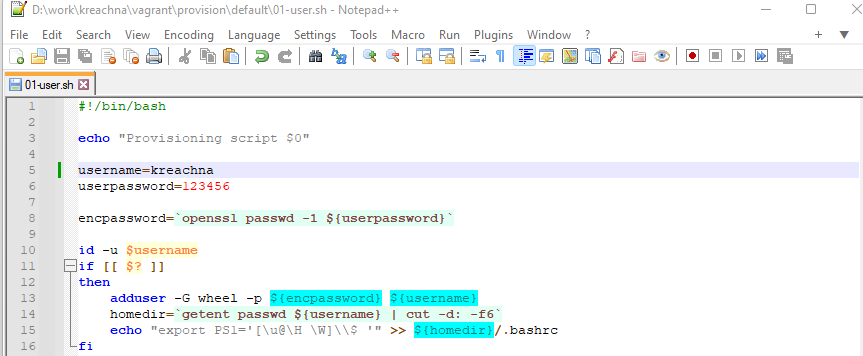 D:\work\kreachna\vagrant\provision\default\01-user.sh - Notepad++
File Edit Search View Encoding Language Settings Tools Macro Run Plugins Window ?
01-user.sh
1 #!/bin/bash
2
3 echo "Provisioning script $0"
4
5 username=kreachna
6 userpassword=123456
7
8 encpassword=`openssl passwd -1 ${userpassword}`
9
10 id -u $username
11 if [[ $? ]]
12 then
13 adduser -G wheel -p ${encpassword} ${username}
14 homedir=`getent passwd ${username} | cut -d: -f6`
15 echo "export PS1='[\u@\H \W]\\$ '" >> ${homedir}/.bashrc
16 fi